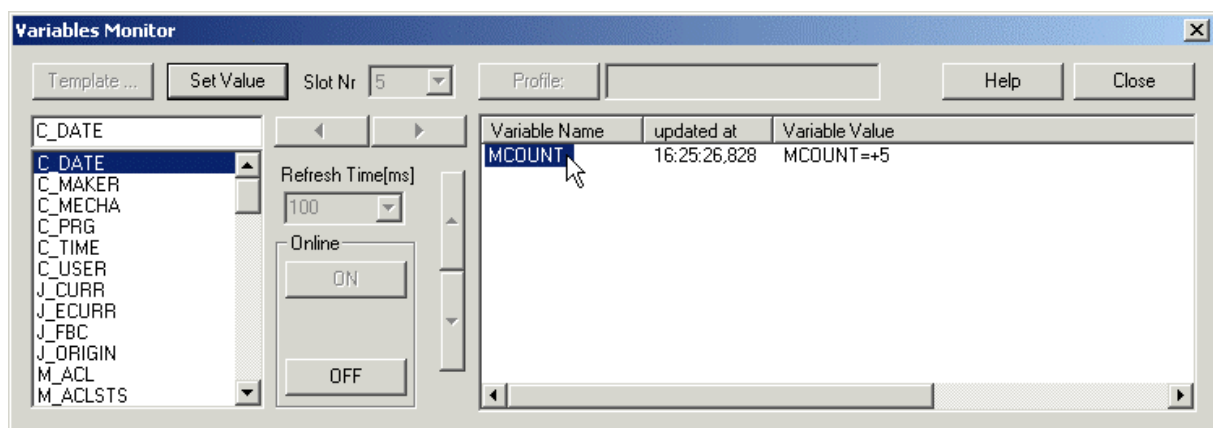 Variables Monitor
Template ... Set Value Slot Nr 5 Profile: Help Close
C_DATE
C_DATE
C_MAKER
C_MECHA
C_PRG
C_TIME
C_USER
J_CURR
J_ECURR
J_FBC
J_ORIGIN
M_ACL
M_ACLSTS
Refresh Time[ms]
100
Online
ON
OFF
Variable Name updated at Variable Value
MCOUNT 16:25:26,828 MCOUNT=+5